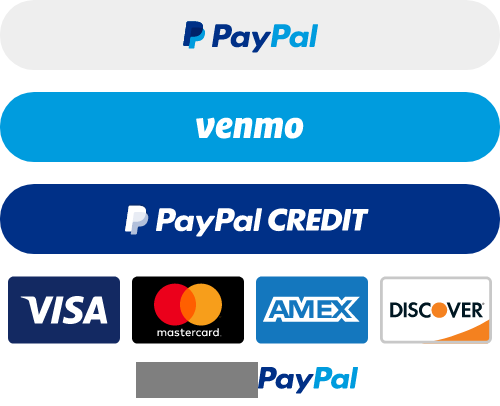 PayPal
venmo
PayPal CREDIT
VISA mastercard. AMEX DISCOVER
PayPal